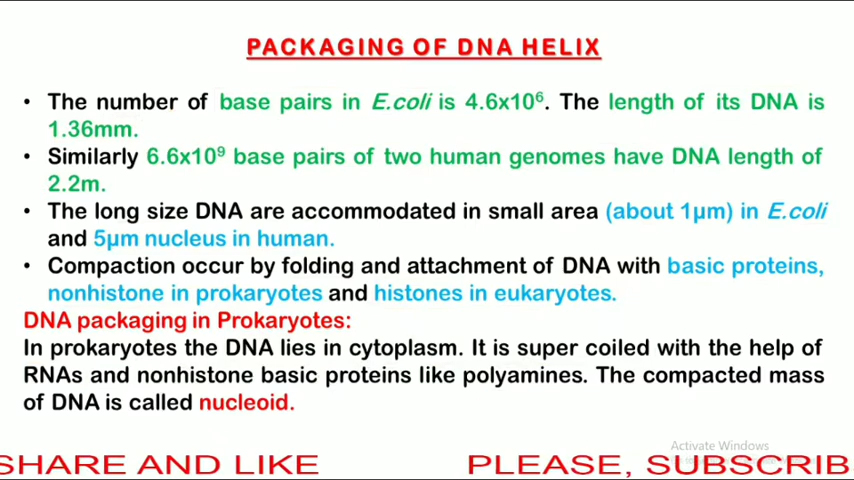 PACKAGING OF DNA HELIX
• The number of base pairs in E.coli is 4.6x10⁶. The length of its DNA is
1.36mm.
• Similarly 6.6x10⁹ base pairs of two human genomes have DNA length of
2.2m.
• The long size DNA are accommodated in small area (about 1µm) in E.coli
and 5µm nucleus in human.
• Compaction occur by folding and attachment of DNA with basic proteins,
nonhistone in prokaryotes and histones in eukaryotes.
DNA packaging in Prokaryotes:
In prokaryotes the DNA lies in cytoplasm. It is super coiled with the help of
RNAs and nonhistone basic proteins like polyamines. The compacted mass
of DNA is called nucleoid.
Activate Windows
SHARE AND LIKE PLEASE, SUBSCRIB